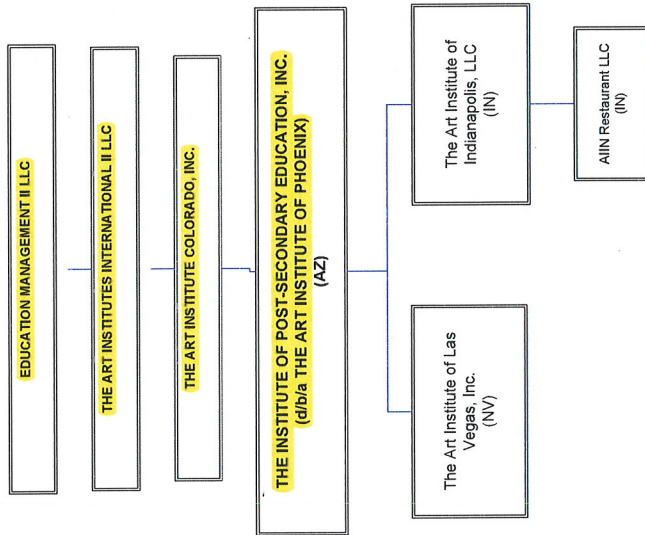 EDUCATION MANAGEMENT II LLC
THE ART INSTITUTES INTERNATIONAL II LLC
THE ART INSTITUTE COLORADO, INC.
THE INSTITUTE OF POST-SECONDARY EDUCATION, INC.
(d/b/a THE ART INSTITUTE OF PHOENIX)
(AZ)
The Art Institute of Las
Vegas, Inc.
(NV)
The Art Institute of
Indianapolis, LLC
(IN)
AIIN Restaurant LLC
(IN)